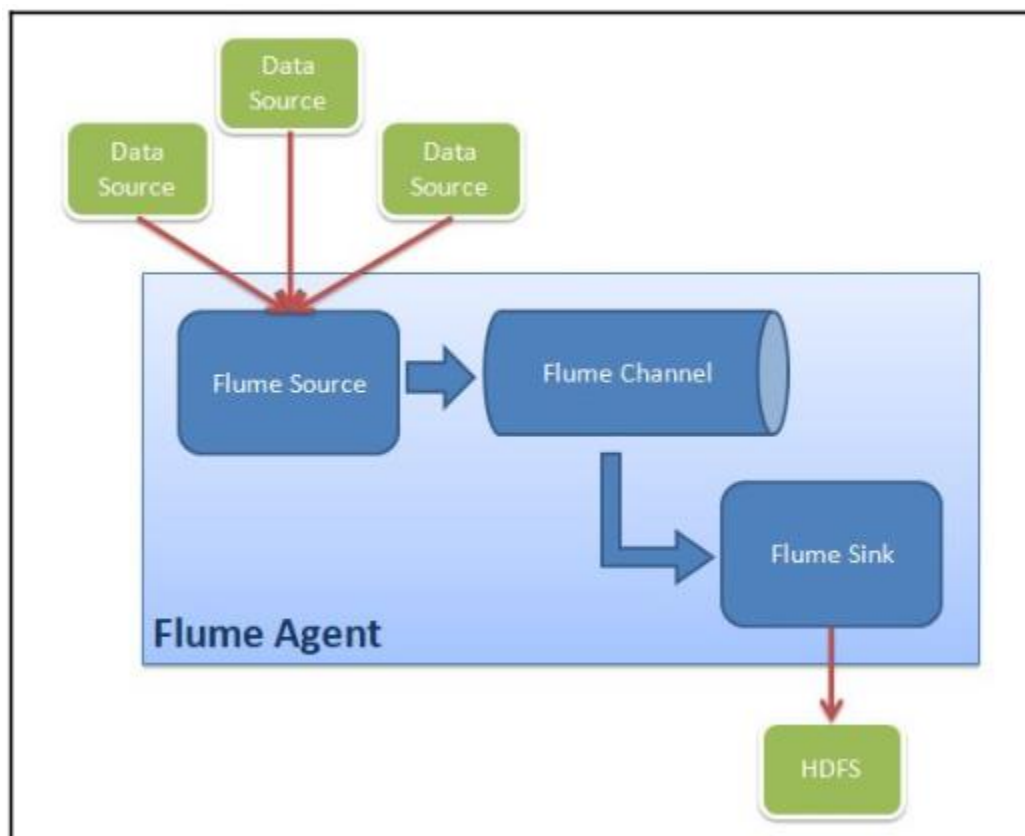 Data
Source
Data
Source
Data
Source
Flume Source
Flume Channel
Flume Sink
Flume Agent
HDFS